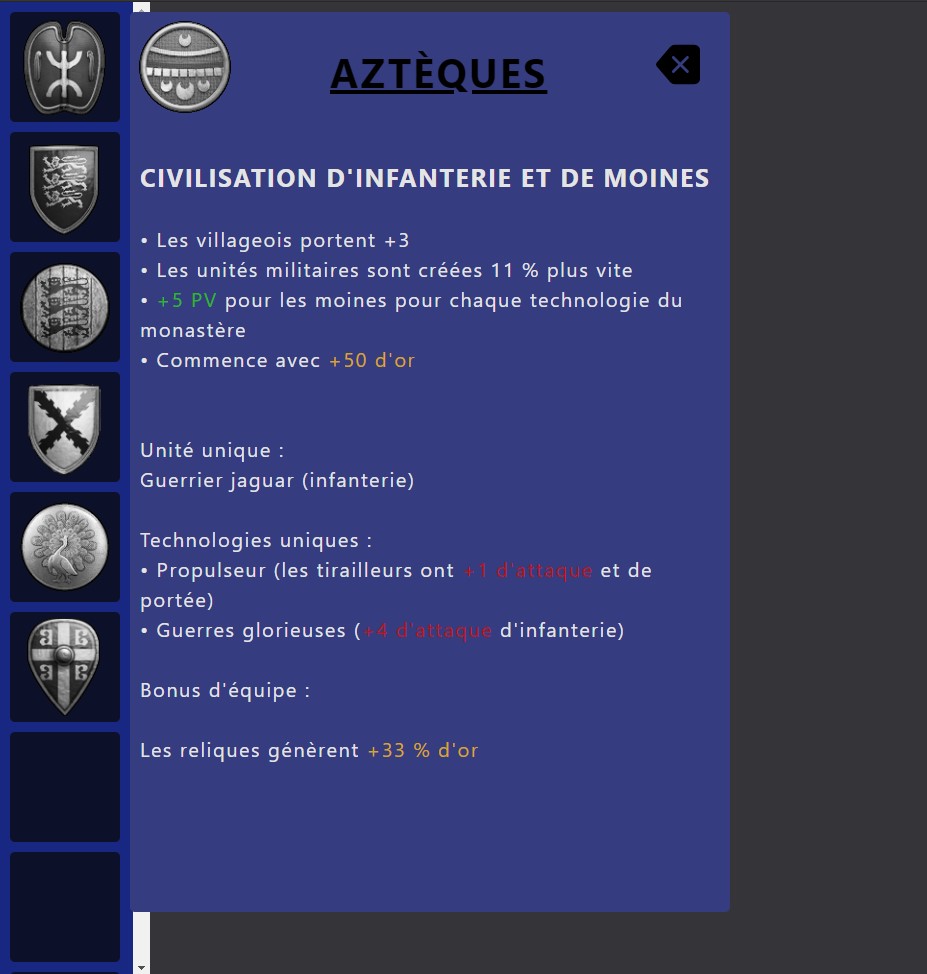 AZTÈQUES
CIVILISATION D'INFANTERIE ET DE MOINES
• Les villageois portent +3
• Les unités militaires sont créées 11 % plus vite
• +5 PV pour les moines pour chaque technologie du
monastère
• Commence avec +50 d'or
Unité unique :
Guerrier jaguar (infanterie)
Technologies uniques :
• Propulseur (les tirailleurs ont +1 d'attaque et de
portée)
• Guerres glorieuses (+4 d'attaque d'infanterie)
Bonus d'équipe :
Les reliques génèrent +33 % d'or